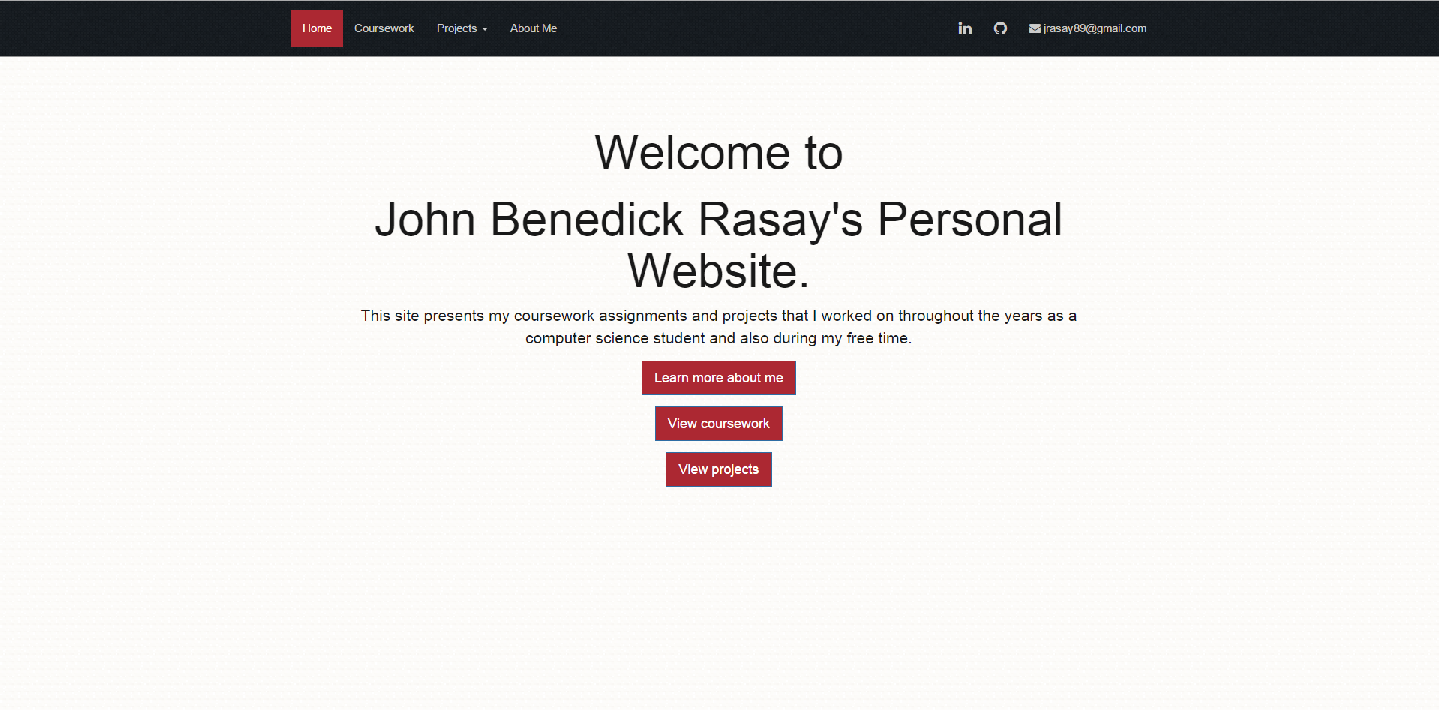 Home Coursework Projects About Me jrasay89@gmail.com
Welcome to
John Benedick Rasay's Personal
Website.
This site presents my coursework assignments and projects that I worked on throughout the years as a
computer science student and also during my free time.
Learn more about me
View coursework
View projects